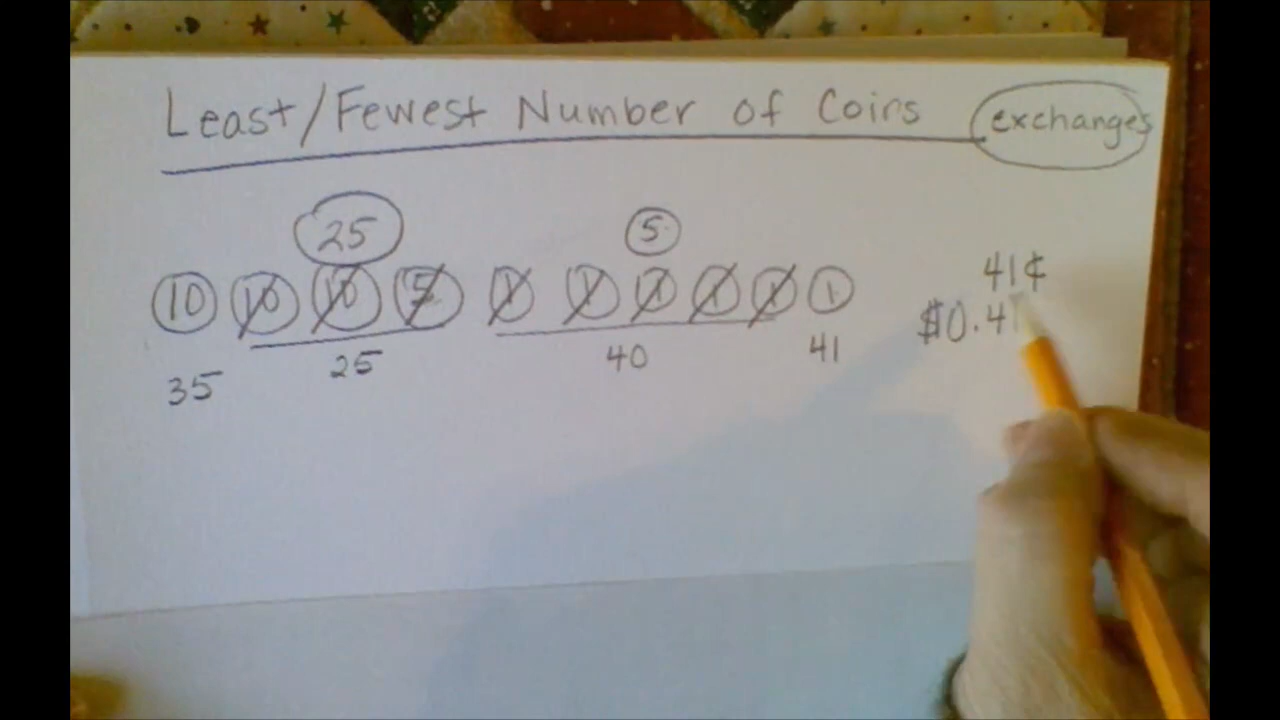 Least/Fewest Number of Coins exchanges
25 5
10 10 10 5 1 1 1 1 1 1
41¢
$0.41
35 25 40 41